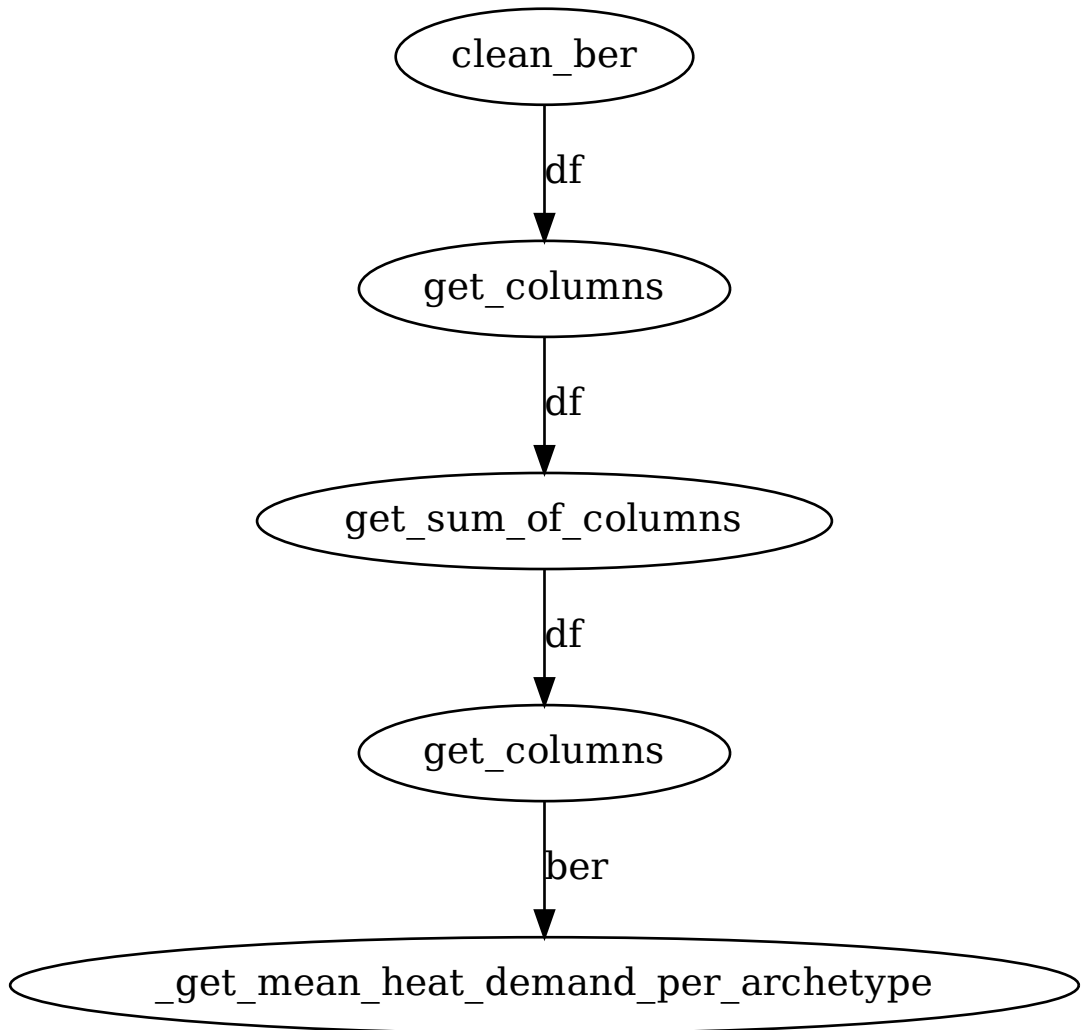 clean_ber
df
get_columns
df
get_sum_of_columns
df
get_columns
ber
_get_mean_heat_demand_per_archetype